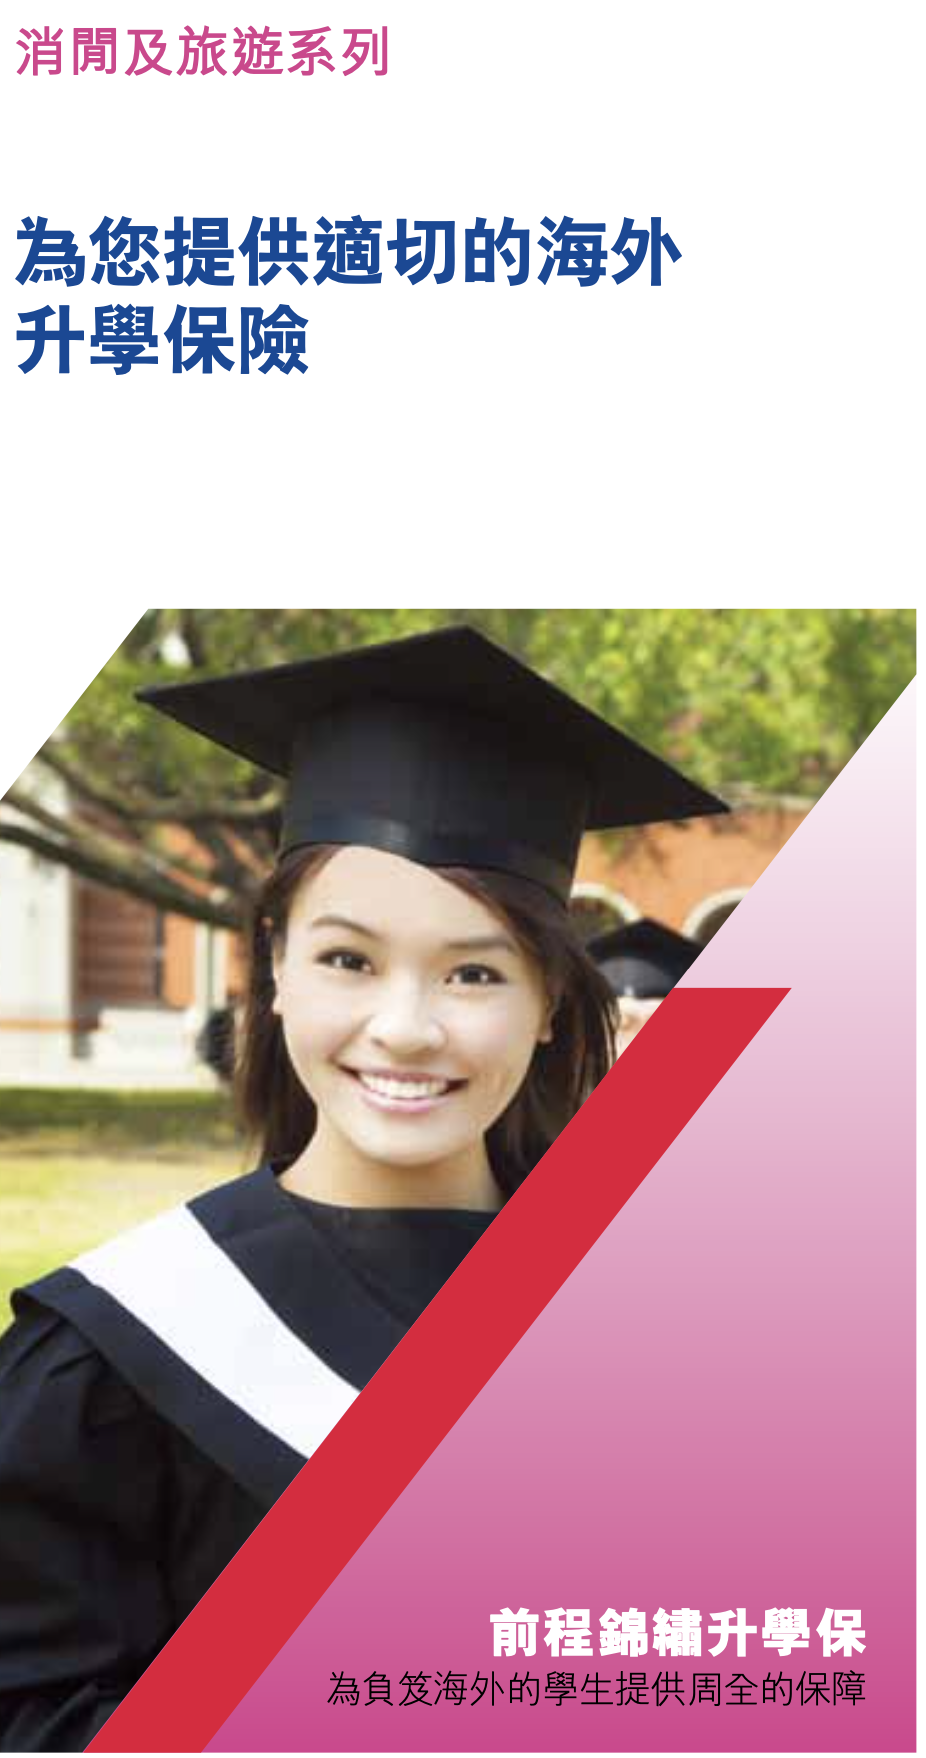 消閒及旅遊系列
為您提供適切的海外
升學保險
前程錦繡升學保
為負笈海外的學生提供周全的保障